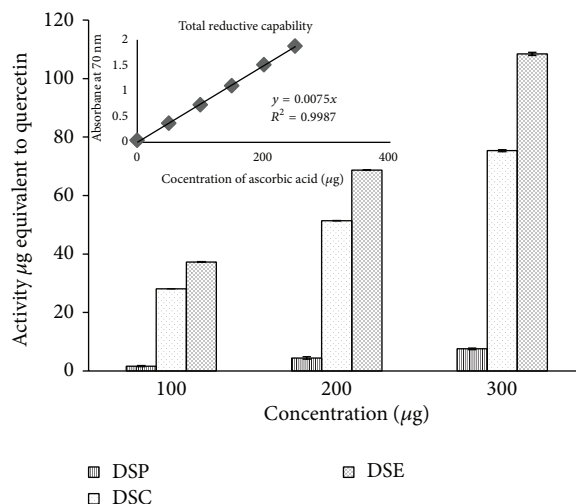 Total reductive capability
Absorbane at 70 nm
2
1.5
1
0.5
0
0
200
400
y = 0.0075x
R² = 0.9987
Cocentration of ascorbic acid (μg)
Activity μg equivalent to quercetin
120
100
80
60
40
20
0
100
200
300
Concentration (μg)
DSP
DSC
DSE